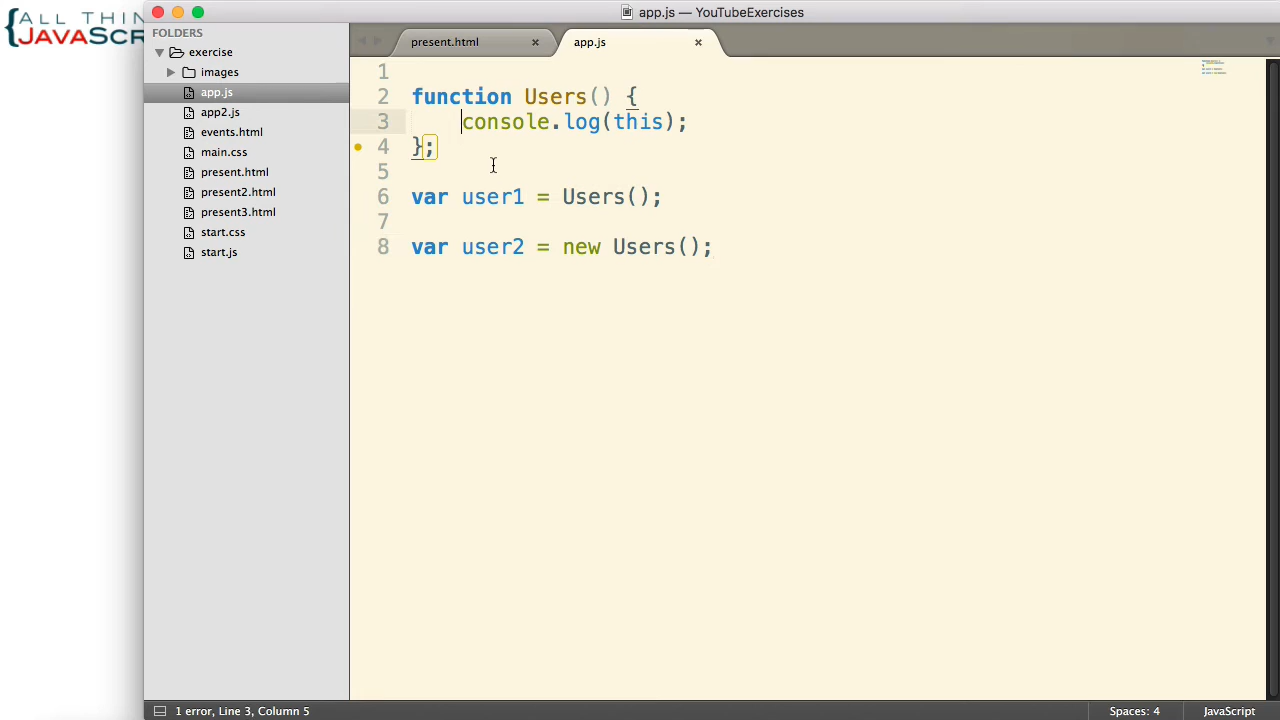 {ALL THIN
JAVASCR
app.js — YouTubeExercises
FOLDERS
exercise
images
app.js
app2.js
events.html
main.css
present.html
present2.html
present3.html
start.css
start.js
present.html ×
app.js ×
1
2 function Users() {
3 console.log(this);
4 };
5
6 var user1 = Users();
7
8 var user2 = new Users();
1 error, Line 3, Column 5
Spaces: 4
JavaScript